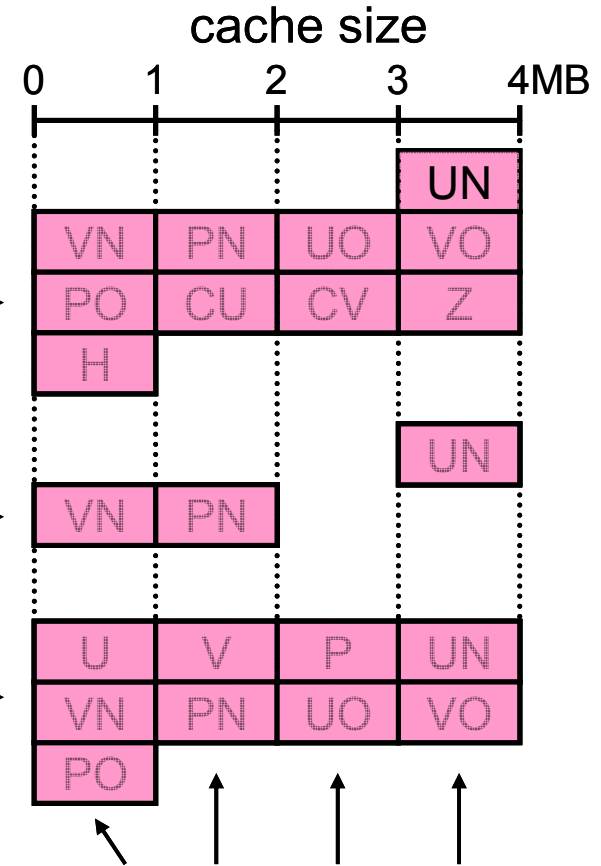 cache size
0 1 2 3 4MB
UN
VN PN UO VO
PO CU CV Z
H
UN
VN PN
U V P UN
VN PN UO VO
PO